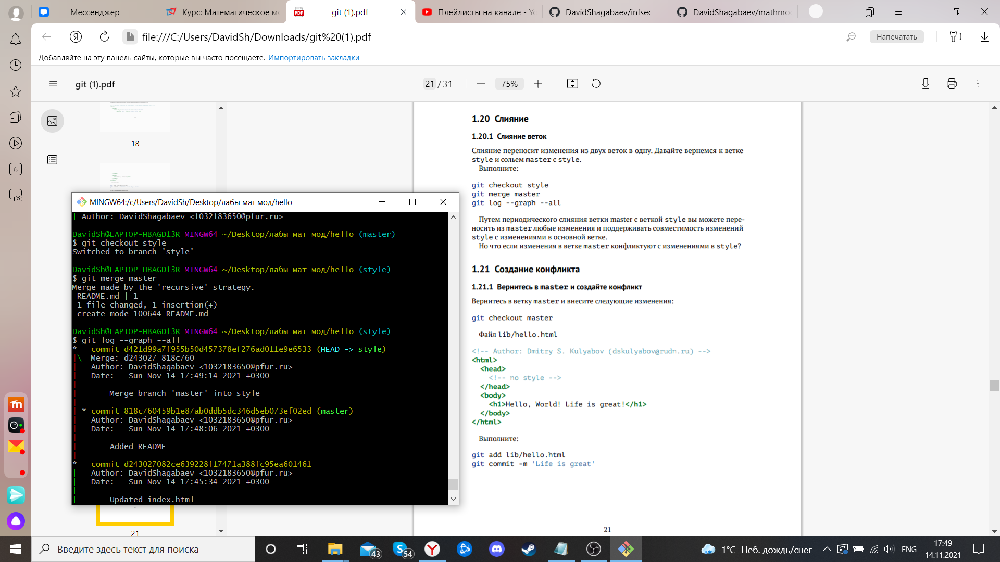 Мессенджер
Курс: Математическое мо
git (1).pdf
Плейлисты на канале - Yo
DavidShagabaev/infsec
DavidShagabaev/mathmo
file:///C:/Users/DavidSh/Downloads/git%20(1).pdf
Напечатать
Добавляйте на эту панель сайты, которые вы часто посещаете. Импортировать закладки
git (1).pdf
21 / 31
75%
6
18
21
MINGW64:/c/Users/DavidSh/Desktop/лабы мат мод/hello
| Author: DavidShagabaev <1032183650@pfur.ru>
DavidSh@LAPTOP-HBAGD13R MINGW64 ~/Desktop/лабы мат мод/hello (master)
$ git checkout style
Switched to branch 'style'
DavidSh@LAPTOP-HBAGD13R MINGW64 ~/Desktop/лабы мат мод/hello (style)
$ git merge master
Merge made by the 'recursive' strategy.
README.md | 1 +
1 file changed, 1 insertion(+)
create mode 100644 README.md
DavidSh@LAPTOP-HBAGD13R MINGW64 ~/Desktop/лабы мат мод/hello (style)
$ git log --graph --all
*   commit d421d99a7f955b50d457378ef276ad011e9e6533 (HEAD -> style)
|\  Merge: d243027 818c760
| | Author: DavidShagabaev <1032183650@pfur.ru>
| | Date:   Sun Nov 14 17:49:14 2021 +0300
| |
| |     Merge branch 'master' into style
| |
| * commit 818c760459b1e87ab0ddb5dc346d5eb073ef02ed (master)
| | Author: DavidShagabaev <1032183650@pfur.ru>
| | Date:   Sun Nov 14 17:48:06 2021 +0300
| |
| |     Added README
| |
* | commit d243027082ce639228f17471a388fc95ea601461
| | Author: DavidShagabaev <1032183650@pfur.ru>
| | Date:   Sun Nov 14 17:45:34 2021 +0300
| |
| |     Updated index.html
1.20 Слияние
1.20.1 Слияние веток
Слияние переносит изменения из двух веток в одну. Давайте вернемся к ветке
style и сольем master с style.
Выполните:
git checkout style
git merge master
git log --graph --all
Путем периодического слияния ветки master с веткой style вы можете пере-
носить из master любые изменения и поддерживать совместимость изменений
style с изменениями в основной ветке.
Но что если изменения в ветке master конфликтуют с изменениями в style?
1.21 Создание конфликта
1.21.1 Вернитесь в master и создайте конфликт
Вернитесь в ветку master и внесите следующие изменения:
git checkout master
Файл lib/hello.html
<!-- Author: Dmitry S. Kulyabov (dskulyabov@rudn.ru) -->
<html>
<head>
<!-- no style -->
</head>
<body>
<h1>Hello, World! Life is great!</h1>
</body>
</html>
Выполните:
git add lib/hello.html
git commit -m 'Life is great'
21
Введите здесь текст для поиска
43
54
1°C Неб. дождь/снег
ENG
17:49
14.11.2021